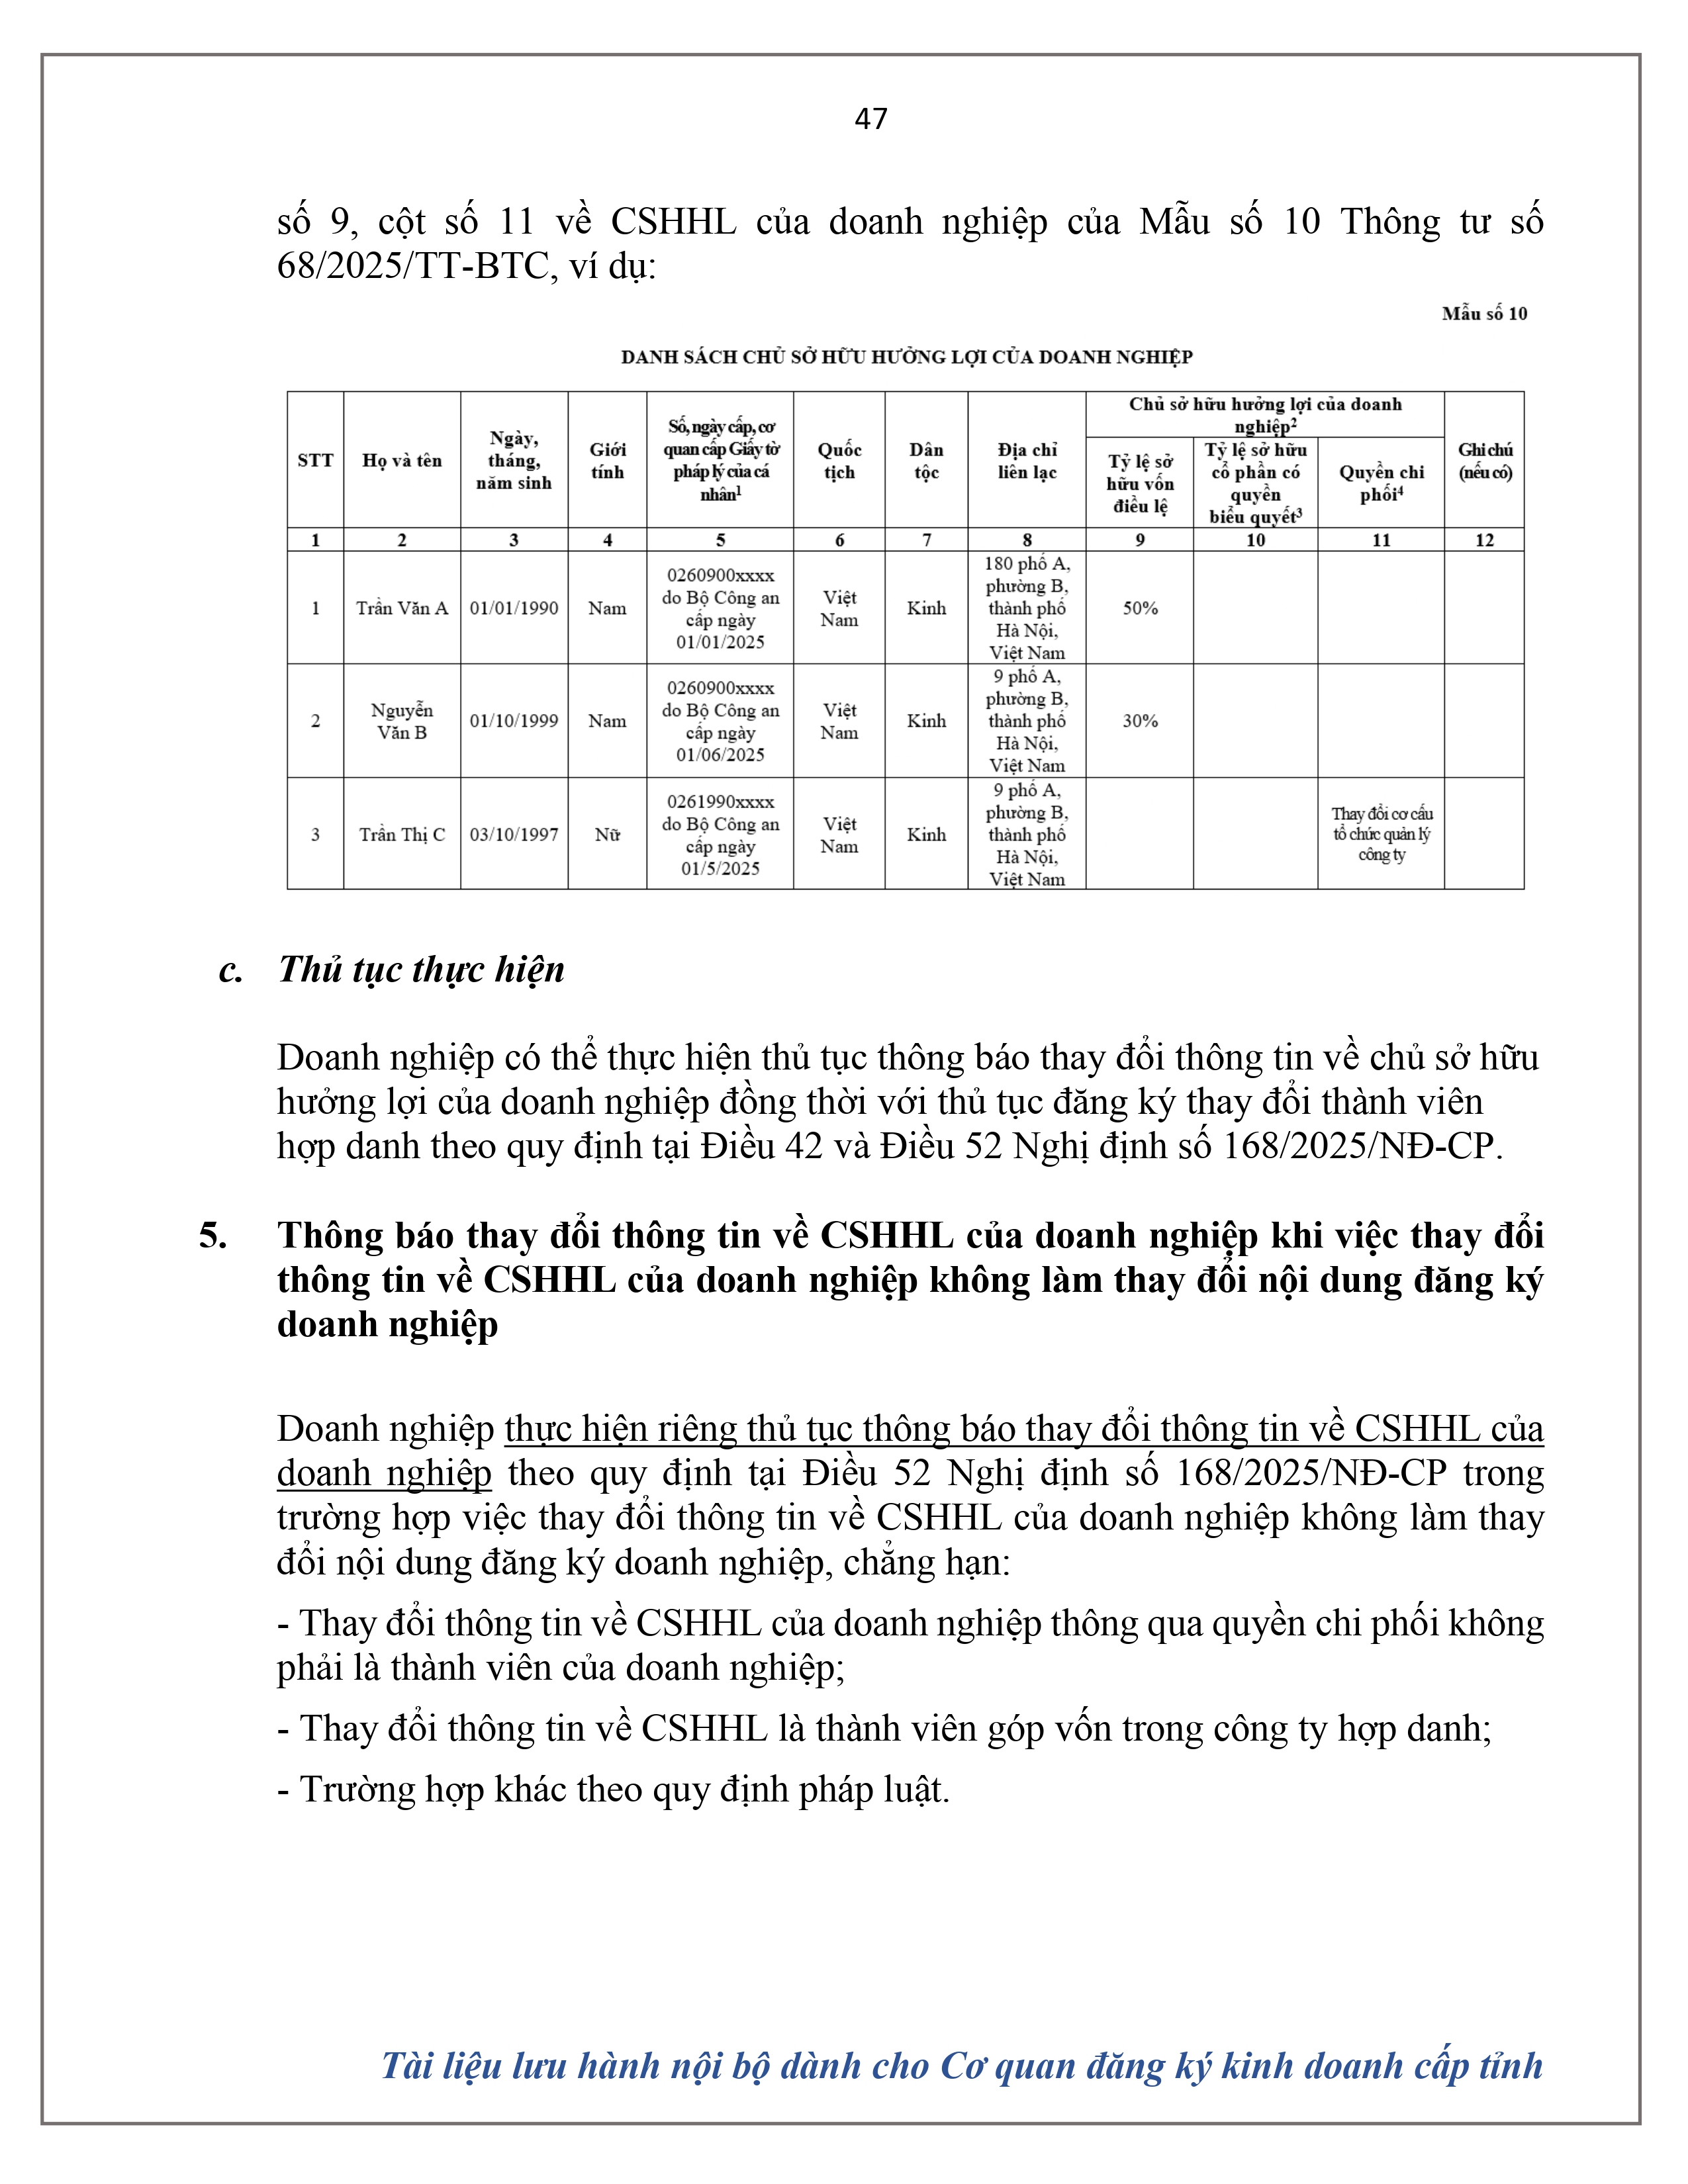 47
số 9, cột số 11 về CSHHL của doanh nghiệp của Mẫu số 10 Thông tư số
68/2025/TT-BTC, ví dụ:
Mẫu số 10
DANH SÁCH CHỦ SỞ HỮU HƯỞNG LỢI CỦA DOANH NGHIỆP
STT
Họ và tên
Ngày,
tháng,
năm sinh
Giới
tính
Số, ngày cấp, cơ
quan cấp Giấy tờ
pháp lý của cá
nhân1
Quốc
tịch
Dân
tộc
Địa chỉ
liên lạc
Chủ sở hữu hưởng lợi của doanh
nghiệp2
Tỷ lệ sở
hữu vốn
điều lệ
Tỷ lệ sở hữu
cổ phần có
quyền
biểu quyết3
Quyền chi
phối4
Ghi chú
(nếu có)
1 2 3 4 5 6 7 8 9 10 11 12
1
Trần Văn A
01/01/1990
Nam
0260900xxxx
do Bộ Công an
cấp ngày
01/01/2025
Việt
Nam
Kinh
180 phố A,
phường B,
thành phố
Hà Nội,
Việt Nam
50%
2
Nguyễn
Văn B
01/10/1999
Nam
0260900xxxx
do Bộ Công an
cấp ngày
01/06/2025
Việt
Nam
Kinh
9 phố A,
phường B,
thành phố
Hà Nội,
Việt Nam
30%
3
Trần Thị C
03/10/1997
Nữ
0261990xxxx
do Bộ Công an
cấp ngày
01/5/2025
Việt
Nam
Kinh
9 phố A,
phường B,
thành phố
Hà Nội,
Việt Nam
Thay đổi cơ cấu
tổ chức quản lý
công ty
c. Thủ tục thực hiện
Doanh nghiệp có thể thực hiện thủ tục thông báo thay đổi thông tin về chủ sở hữu
hưởng lợi của doanh nghiệp đồng thời với thủ tục đăng ký thay đổi thành viên
hợp danh theo quy định tại Điều 42 và Điều 52 Nghị định số 168/2025/NĐ-CP.
5. Thông báo thay đổi thông tin về CSHHL của doanh nghiệp khi việc thay đổi
thông tin về CSHHL của doanh nghiệp không làm thay đổi nội dung đăng ký
doanh nghiệp
Doanh nghiệp thực hiện riêng thủ tục thông báo thay đổi thông tin về CSHHL của
doanh nghiệp theo quy định tại Điều 52 Nghị định số 168/2025/NĐ-CP trong
trường hợp việc thay đổi thông tin về CSHHL của doanh nghiệp không làm thay
đổi nội dung đăng ký doanh nghiệp, chẳng hạn:
- Thay đổi thông tin về CSHHL của doanh nghiệp thông qua quyền chi phối không
phải là thành viên của doanh nghiệp;
- Thay đổi thông tin về CSHHL là thành viên góp vốn trong công ty hợp danh;
- Trường hợp khác theo quy định pháp luật.
Tài liệu lưu hành nội bộ dành cho Cơ quan đăng ký kinh doanh cấp tỉnh